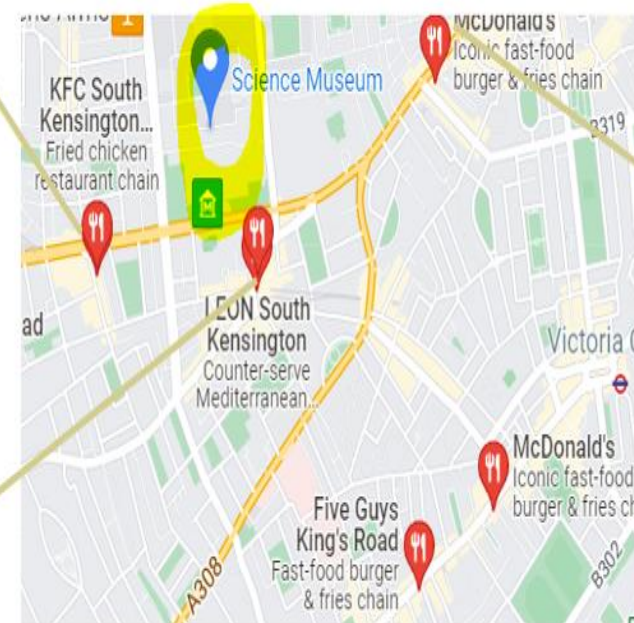 McDonald's
Iconic fast-food
burger & fries chain
KFC South
Kensington...
Fried chicken
restaurant chain
Science Museum
B319
LEON South
Kensington
Counter-serve
Mediterranean...
ad
Victoria
McDonald's
Iconic fast-food
burger & fries ch
Five Guys
King's Road
Fast-food burger
& fries chain
A308
B302